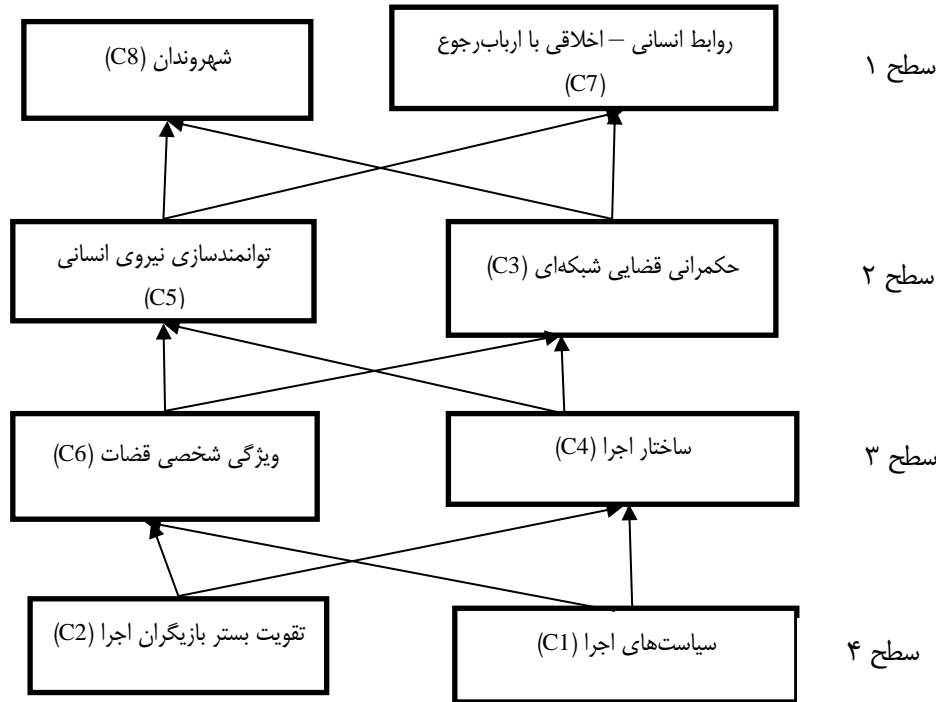 روابط انسانی – اخلاقی با ارباب‌رجوع
(C7)
شهروندان (C8)
سطح ۱
حکمرانی قضایی شبکه‌ای (C3)
توانمندسازی نیروی انسانی
(C5)
سطح ۲
ساختار اجرا (C4)
ویژگی شخصی قضات (C6)
سطح ۳
سیاست‌های اجرا (C1)
تقویت بستر بازیگران اجرا (C2)
سطح ۴